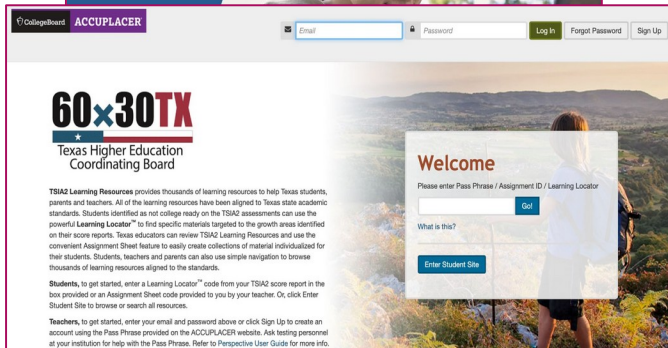 CollegeBoard ACCUPLACER
Email Password Log In Forgot Password Sign Up
60x30TX
Texas Higher Education
Coordinating Board
TSIA2 Learning Resources provides thousands of learning resources to help Texas students,
parents and teachers. All of the learning resources have been aligned to Texas state academic
standards. Students identified as not college ready on the TSIA2 assessments can use the
powerful Learning Locator™ to find specific materials targeted to the growth areas identified
on their score reports. Texas educators can review TSIA2 Learning Resources and use the
convenient Assignment Sheet feature to easily create collections of material individualized for
their students. Students, teachers and parents can also use simple navigation to browse
thousands of learning resources aligned to the standards.
Students, to get started, enter a Learning Locator™ code from your TSIA2 score report in the
box provided or an Assignment Sheet code provided to you by your teacher. Or, click Enter
Student Site to browse or search all resources.
Teachers, to get started, enter your email and password above or click Sign Up to create an
account using the Pass Phrase provided on the ACCUPLACER website. Ask testing personnel
at your institution for help with the Pass Phrase. Refer to Perspective User Guide for more info.
Welcome
Please enter Pass Phrase / Assignment ID / Learning Locator
Go!
What is this?
Enter Student Site